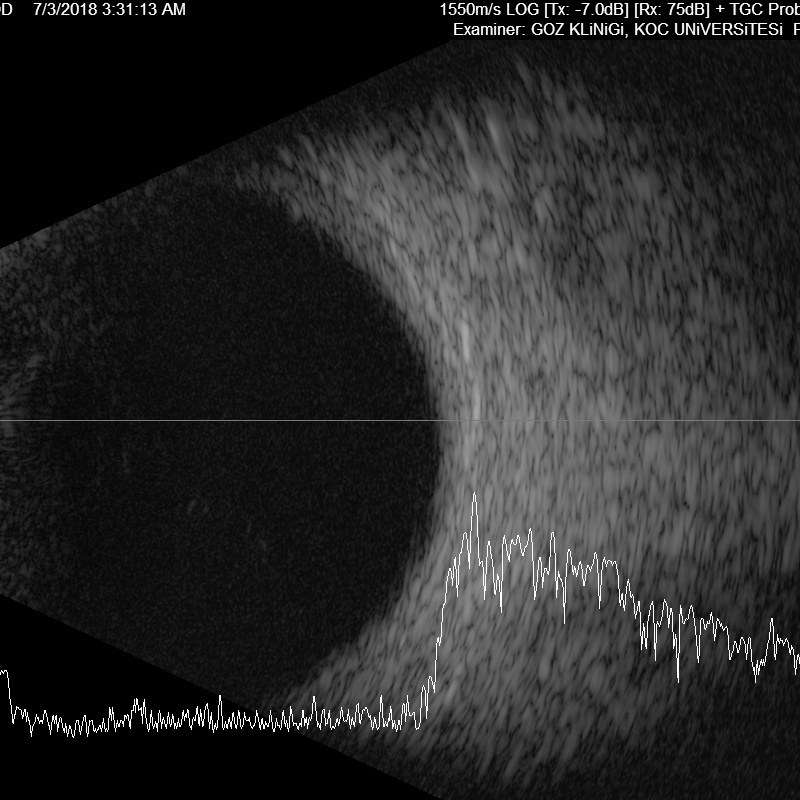 7/3/2018 3:31:13 AM 1550m/s LOG [Tx: -7.0dB] [Rx: 75dB] + TGC
Examiner: GOZ KLiNiGi, KOC UNiVERSiTESi